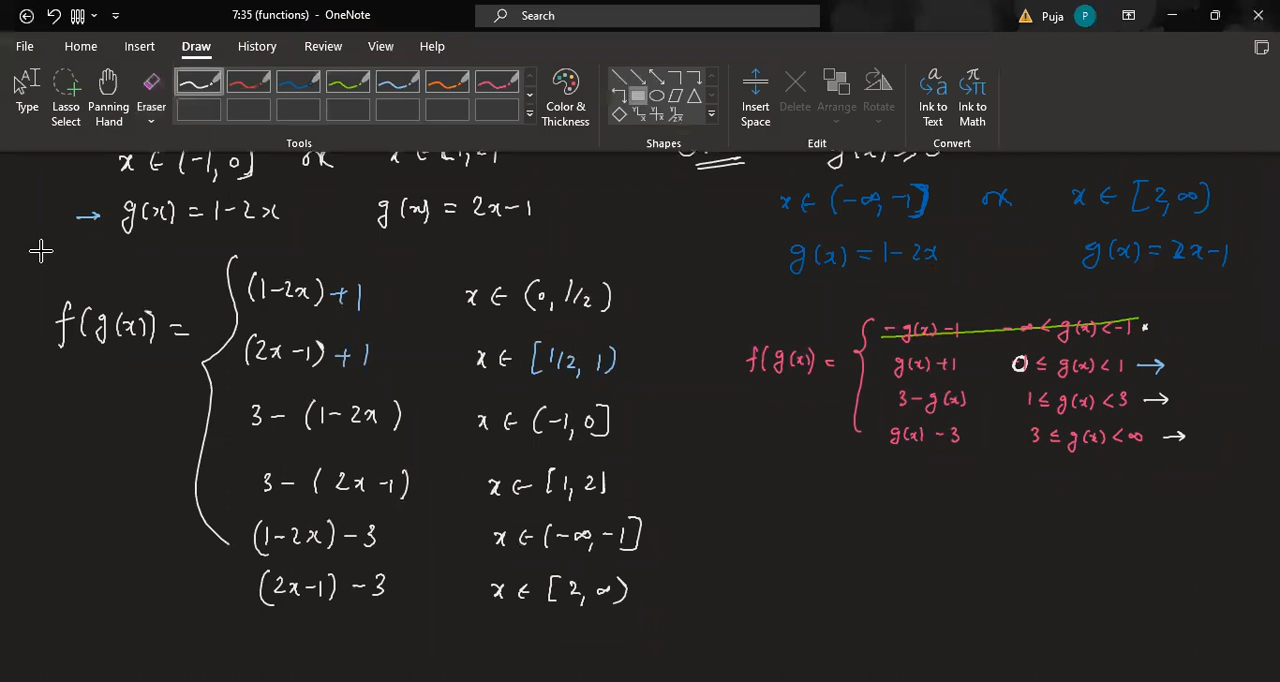 7:35 (functions) - OneNote
Search
Puja P
File Home Insert Draw History Review View Help
Type Lasso Select Panning Hand Eraser Color & Thickness Insert Space Delete Arrange Rotate Ink to Text Ink to Math
Tools Shapes Edit Convert
x ∈ (-1, 0] or
→ g(x) = 1-2x g(x) = 2x-1
x ∈ (-∞, -1] or x ∈ [2, ∞)
g(x) = 1-2x g(x) = 2x-1
f(g(x)) =
(1-2x) + 1 x ∈ (0, 1/2)
(2x-1) + 1 x ∈ [1/2, 1)
3 - (1-2x) x ∈ (-1, 0]
3 - (2x-1) x ∈ [1, 2]
(1-2x) - 3 x ∈ (-∞, -1]
(2x-1) - 3 x ∈ [2, ∞)
f(g(x)) =
- g(x) - 1 - ∞ < g(x) < -1
g(x) + 1 0 ≤ g(x) < 1 →
3 - g(x) 1 ≤ g(x) < 3 →
g(x) - 3 3 ≤ g(x) < ∞ →